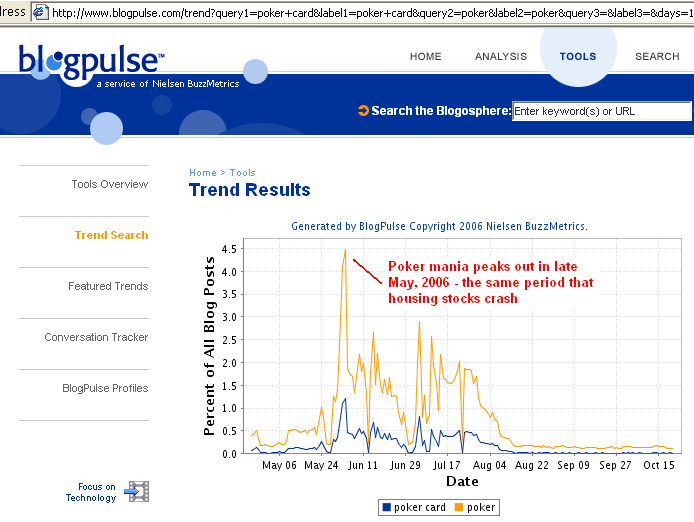 ress http://www.blogpulse.com/trend?query1=poker+card&label1=poker+card&query2=poker&label2=poker&query3=&label3=&days=1
blogpulse™
a service of Nielsen BuzzMetrics
HOME ANALYSIS TOOLS SEARCH
Search the Blogosphere: Enter keyword(s) or URL
Tools Overview
Trend Search
Featured Trends
Conversation Tracker
BlogPulse Profiles
Focus on
Technology
Home > Tools
Trend Results
Generated by BlogPulse Copyright 2006 Nielsen BuzzMetrics.
Percent of All Blog Posts
4.5
4.0
3.5
3.0
2.5
2.0
1.5
1.0
0.5
0.0
Poker mania peaks out in late
May, 2006 - the same period that
housing stocks crash
May 06 May 24 Jun 11 Jun 29 Jul 17 Aug 04 Aug 22 Sep 09 Sep 27 Oct 15
Date
poker card poker